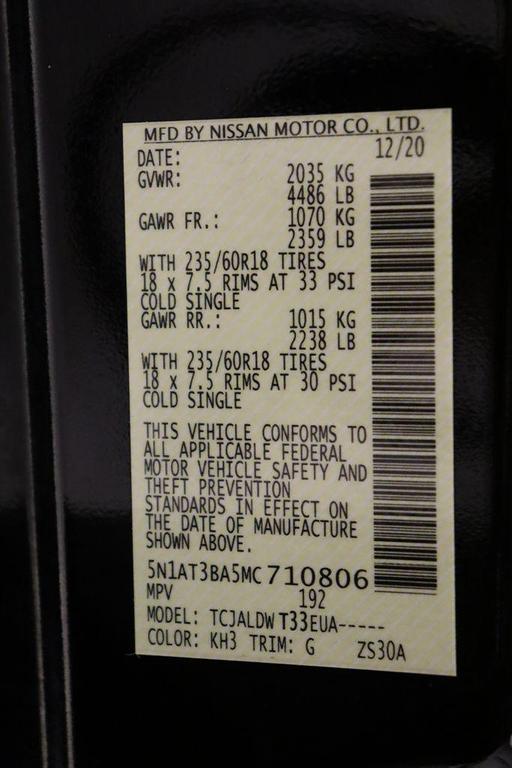 MFD BY NISSAN MOTOR CO., LTD.
DATE: 12/20
GVWR: 2035 KG
4486 LB
GAWR FR.: 1070 KG
2359 LB
WITH 235/60R18 TIRES
18 x 7.5 RIMS AT 33 PSI
COLD SINGLE
GAWR RR.: 1015 KG
2238 LB
WITH 235/60R18 TIRES
18 x 7.5 RIMS AT 30 PSI
COLD SINGLE
THIS VEHICLE CONFORMS TO
ALL APPLICABLE FEDERAL
MOTOR VEHICLE SAFETY AND
THEFT PREVENTION
STANDARDS IN EFFECT ON
THE DATE OF MANUFACTURE
SHOWN ABOVE.
5N1AT3BA5MC710806
MPV 192
MODEL: TCJALDWT33EUA-----
COLOR: KH3 TRIM: G ZS30A